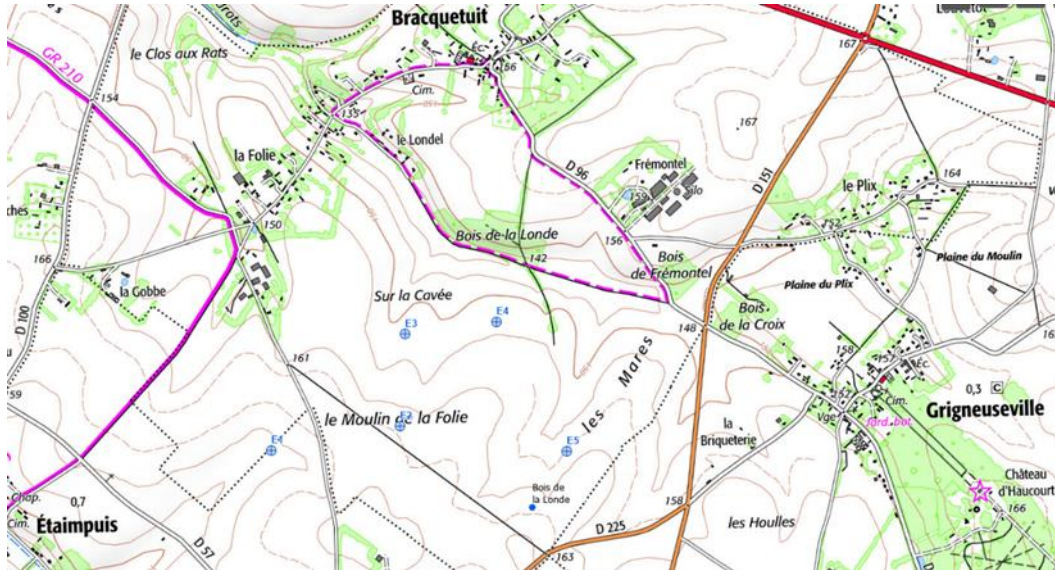 Bracquetuit
le Clos aux Rats
GR 210
167
Éc.
156
154
Cim.
135
167
le Londel
la Folie
D 96
Frémontel
D 151
164
le Plix
159
Silo
150
152
Bois de la Londe
156
142
Bois
de Frémontel
Plaine du Moulin
Plaine du Plix
166
la Gobbe
Sur la Cavée
E4
E3
Bois
de la Croix
148
D 100
161
158
les Mares
Éc.
0,3 C
Cim.
Grigneuseville
59
le Moulin de la Folie
E2
Vge
Jard. bot.
la
Briqueterie
E1
E5
Château
d'Haucourt
Bois de
la Londe
158
166
Chap.
0,7
Cim.
Étaimpuis
les Houlles
D 225
D 57
163